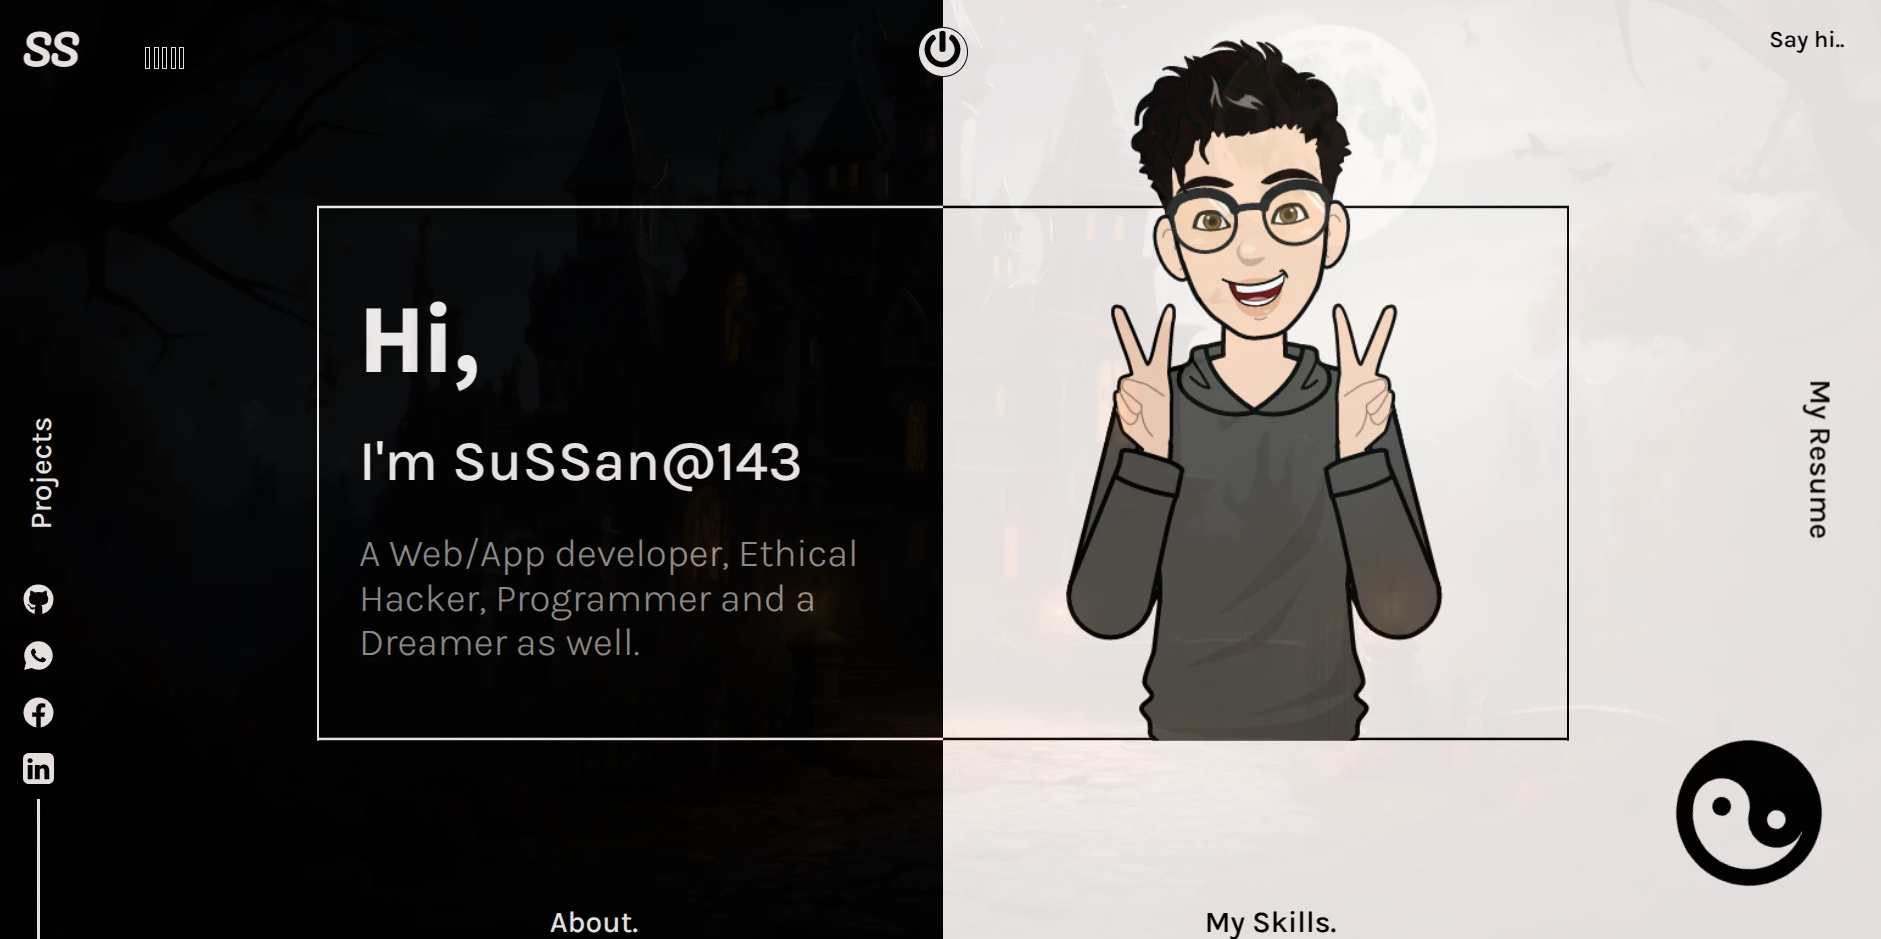 SS
Say hi..
Hi,
I'm SuSSan@143
A Web/App developer, Ethical
Hacker, Programmer and a
Dreamer as well.
Projects
My Resume
in
About.
My Skills.